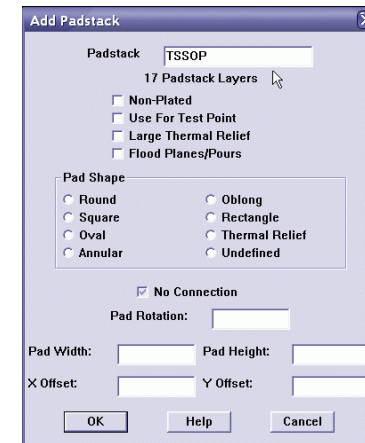 Add Padstack
Padstack TSSOP
17 Padstack Layers
Non-Plated
Use For Test Point
Large Thermal Relief
Flood Planes/Pours
Pad Shape
Round Oblong
Square Rectangle
Oval Thermal Relief
Annular Undefined
No Connection
Pad Rotation:
Pad Width: Pad Height:
X Offset: Y Offset:
OK Help Cancel